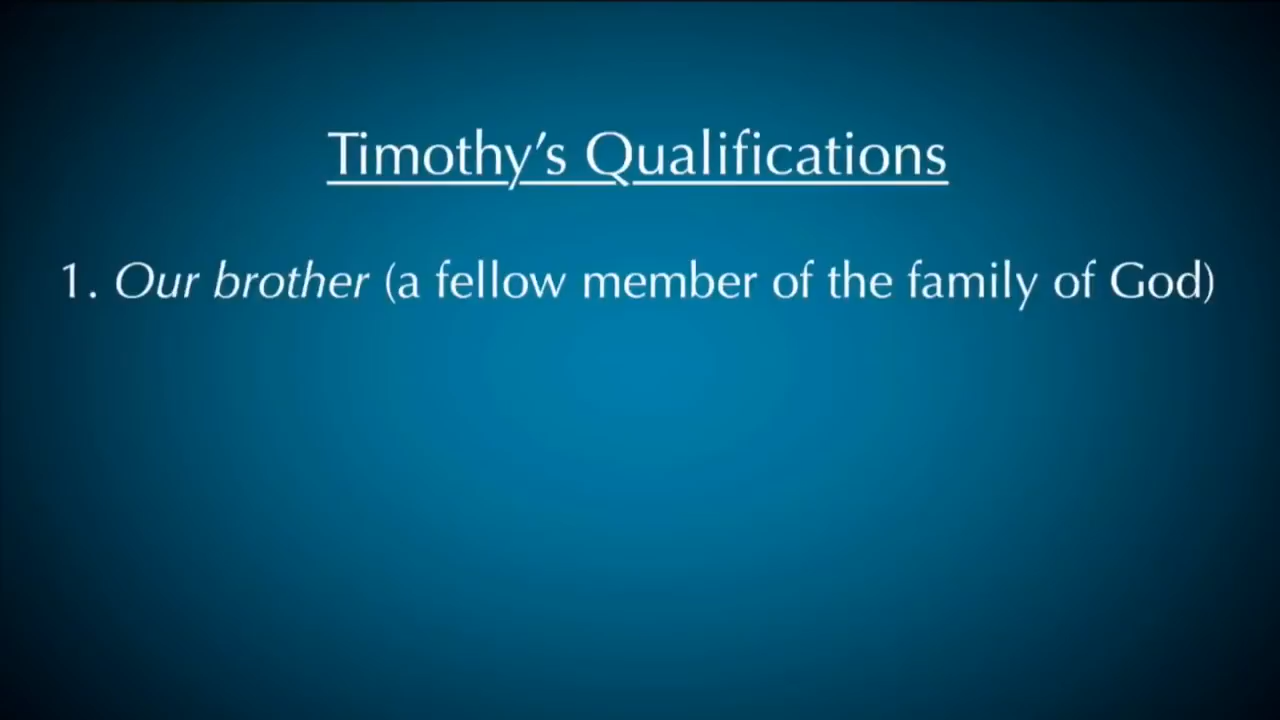 Timothy’s Qualifications
1. Our brother (a fellow member of the family of God)